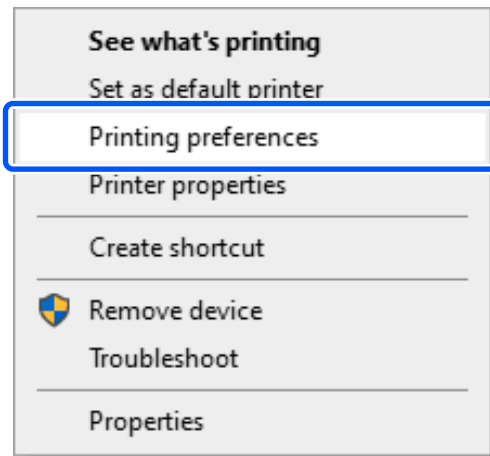 See what's printing
Set as default printer
Printing preferences
Printer properties
Create shortcut
Remove device
Troubleshoot
Properties